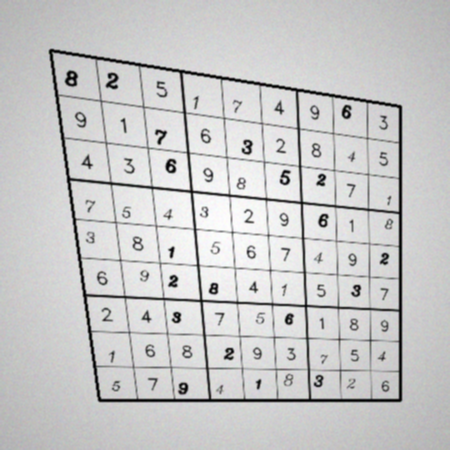 8 2 5 1 7 4 9 6 3
9 1 7 6 3 2 8 4 5
4 3 6 9 8 5 2 7 1
7 5 4 3 2 9 6 1 8
3 8 1 5 6 7 4 9 2
6 9 2 8 4 1 5 3 7
2 4 3 7 5 6 1 8 9
1 6 8 2 9 3 7 5 4
5 7 9 4 1 8 3 2 6